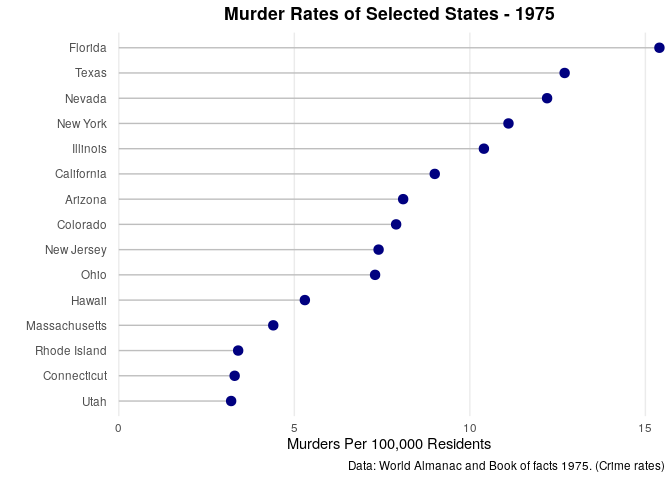 Murder Rates of Selected States - 1975
Florida
Texas
Nevada
New York
Illinois
California
Arizona
Colorado
New Jersey
Ohio
Hawaii
Massachusetts
Rhode Island
Connecticut
Utah
0 5 10 15
Murders Per 100,000 Residents
Data: World Almanac and Book of facts 1975. (Crime rates)